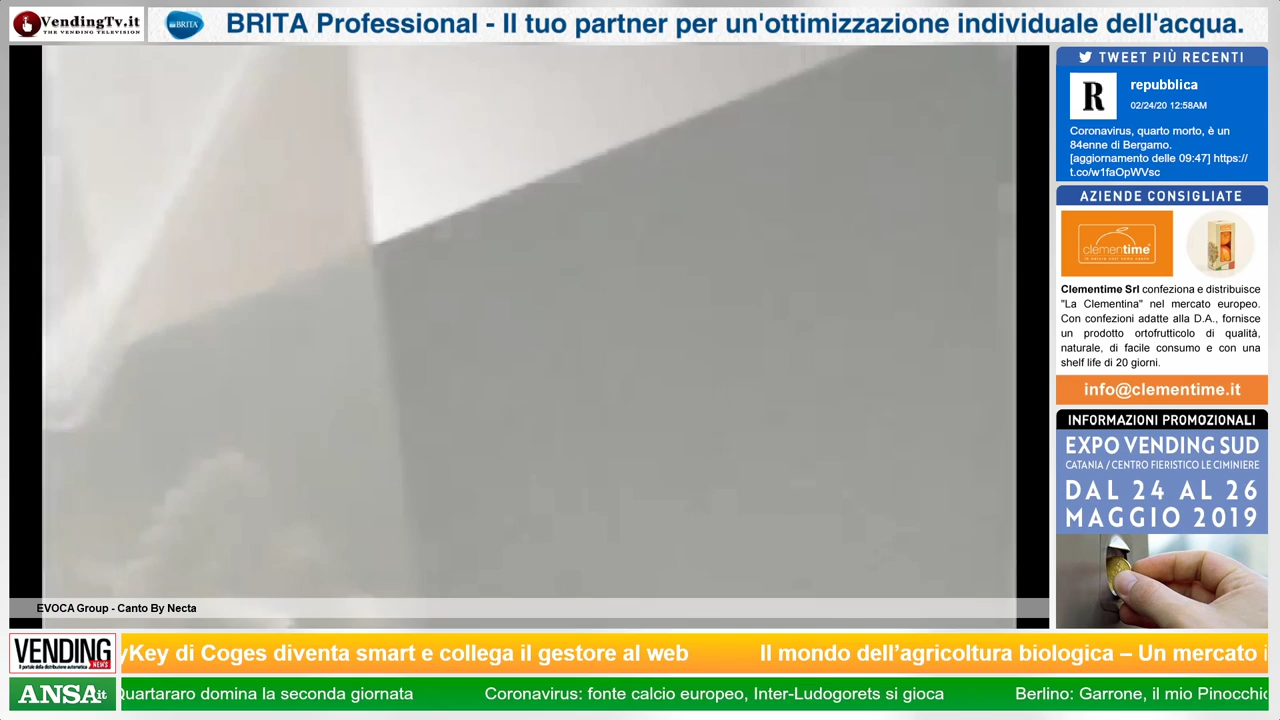 VendingTv.it
THE VENDING TELEVISION
BRITA
BRITA Professional - Il tuo partner per un'ottimizzazione individuale dell'acqua.
TWEET PIÙ RECENTI
R
repubblica
02/24/20 12:58AM
Coronavirus, quarto morto, è un
84enne di Bergamo.
[aggiornamento delle 09:47] https://
t.co/w1faOpWVsc
AZIENDE CONSIGLIATE
clementime
Clementime Srl confeziona e distribuisce
"La Clementina" nel mercato europeo.
Con confezioni adatte alla D.A., fornisce
un prodotto ortofrutticolo di qualità,
naturale, di facile consumo e con una
shelf life di 20 giorni.
info@clementime.it
INFORMAZIONI PROMOZIONALI
EXPO VENDING SUD
CATANIA / CENTRO FIERISTICO LE CIMINIERE
DAL 24 AL 26
MAGGIO 2019
EVOCA Group - Canto By Necta
VENDING NEWS
Il portale della distribuzione automatica
yKey di Coges diventa smart e collega il gestore al web Il mondo dell’agricoltura biologica – Un mercato i
ANSA.it
Quartararo domina la seconda giornata Coronavirus: fonte calcio europeo, Inter-Ludogorets si gioca Berlino: Garrone, il mio Pinocchio